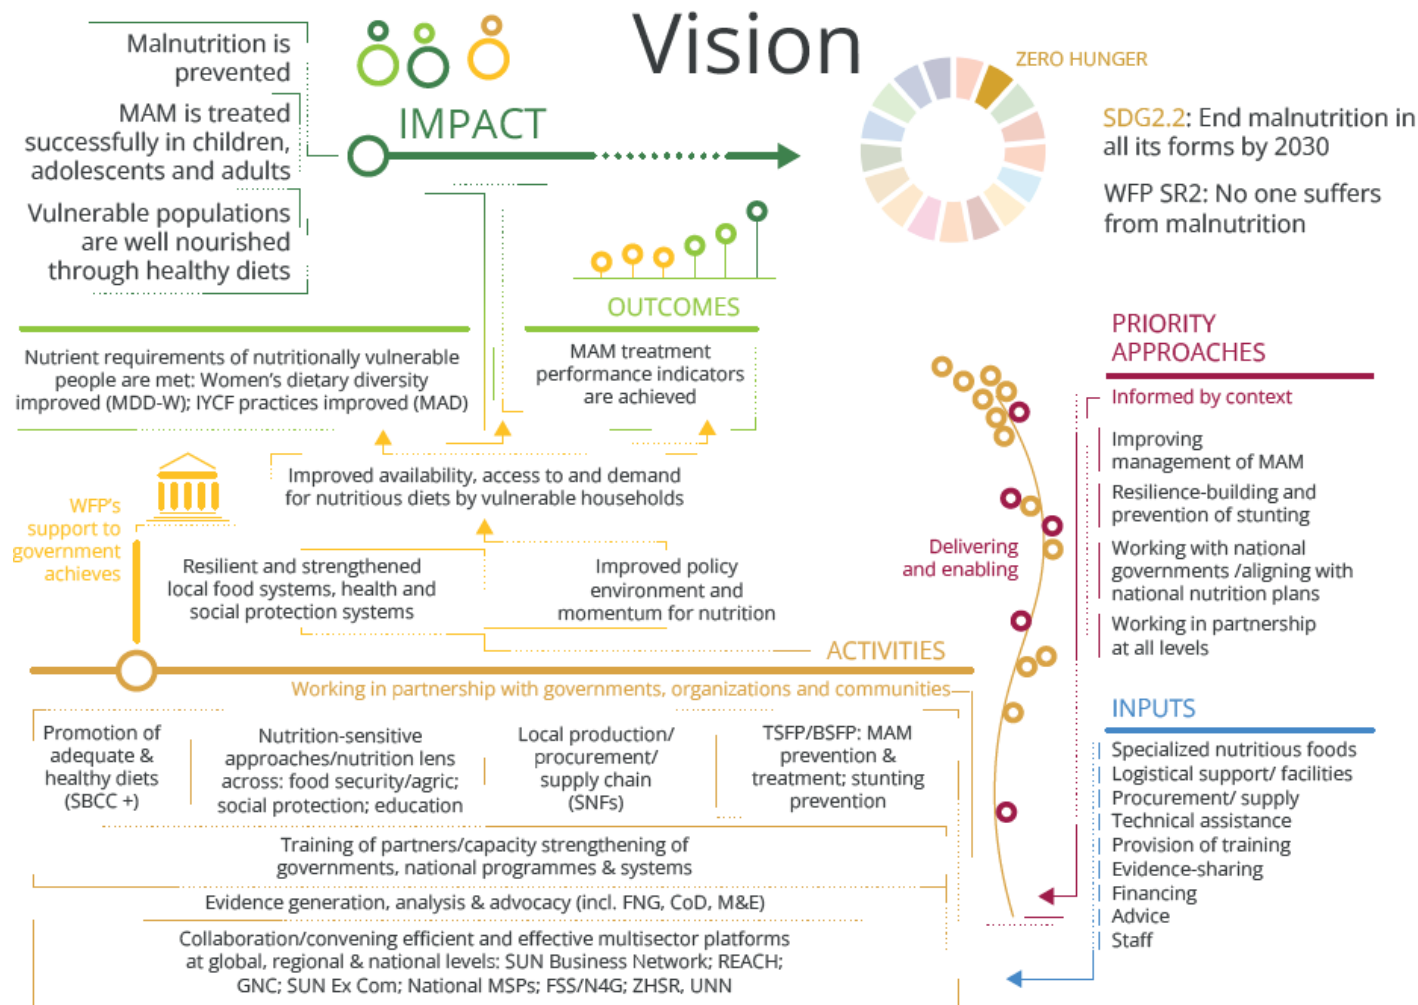 Vision
Malnutrition is
prevented
MAM is treated
successfully in children,
adolescents and adults
Vulnerable populations
are well nourished
through healthy diets
IMPACT
ZERO HUNGER
SDG2.2: End malnutrition in
all its forms by 2030
WFP SR2: No one suffers
from malnutrition
OUTCOMES
Nutrient requirements of nutritionally vulnerable
people are met: Women's dietary diversity
improved (MDD-W); IYCF practices improved (MAD)
MAM treatment
performance indicators
are achieved
Improved availability, access to and demand
for nutritious diets by vulnerable households
WFP's
support to
government
achieves
Resilient and strengthened
local food systems, health and
social protection systems
Improved policy
environment and
momentum for nutrition
ACTIVITIES
Working in partnership with governments, organizations and communities
Promotion of
adequate &
healthy diets
(SBCC +)
Nutrition-sensitive
approaches/nutrition lens
across: food security/agric;
social protection; education
Local production/
procurement/
supply chain
(SNFs)
TSFP/BSFP: MAM
prevention &
treatment; stunting
prevention
Training of partners/capacity strengthening of
governments, national programmes & systems
Evidence generation, analysis & advocacy (incl. FNG, CoD, M&E)
Collaboration/convening efficient and effective multisector platforms
at global, regional & national levels: SUN Business Network; REACH;
GNC; SUN Ex Com; National MSPs; FSS/N4G; ZHSR, UNN
Delivering
and enabling
PRIORITY
APPROACHES
Informed by context
Improving
management of MAM
Resilience-building and
prevention of stunting
Working with national
governments /aligning with
national nutrition plans
Working in partnership
at all levels
INPUTS
Specialized nutritious foods
Logistical support/ facilities
Procurement/ supply
Technical assistance
Provision of training
Evidence-sharing
Financing
Advice
Staff